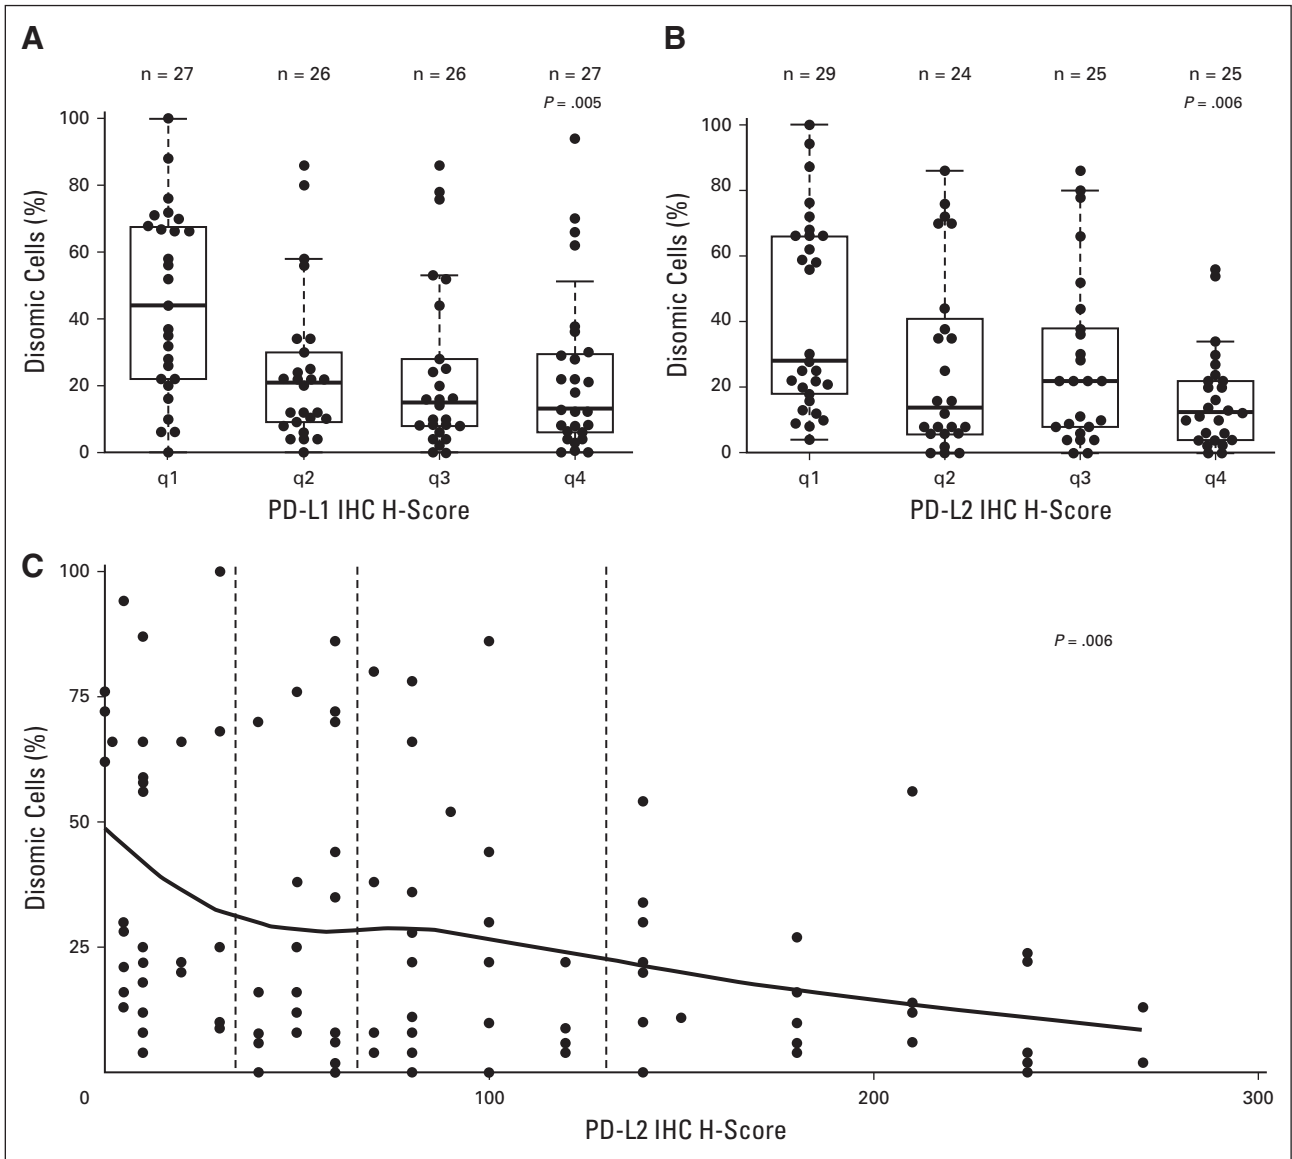 A
n = 27 n = 26 n = 26 n = 27
P = .005
100
80
60
40
20
0
Disomic Cells (%)
q1 q2 q3 q4
PD-L1 IHC H-Score
B
n = 29 n = 24 n = 25 n = 25
P = .006
100
80
60
40
20
0
Disomic Cells (%)
q1 q2 q3 q4
PD-L2 IHC H-Score
C
100
75
50
25
Disomic Cells (%)
P = .006
0 100 200 300
PD-L2 IHC H-Score